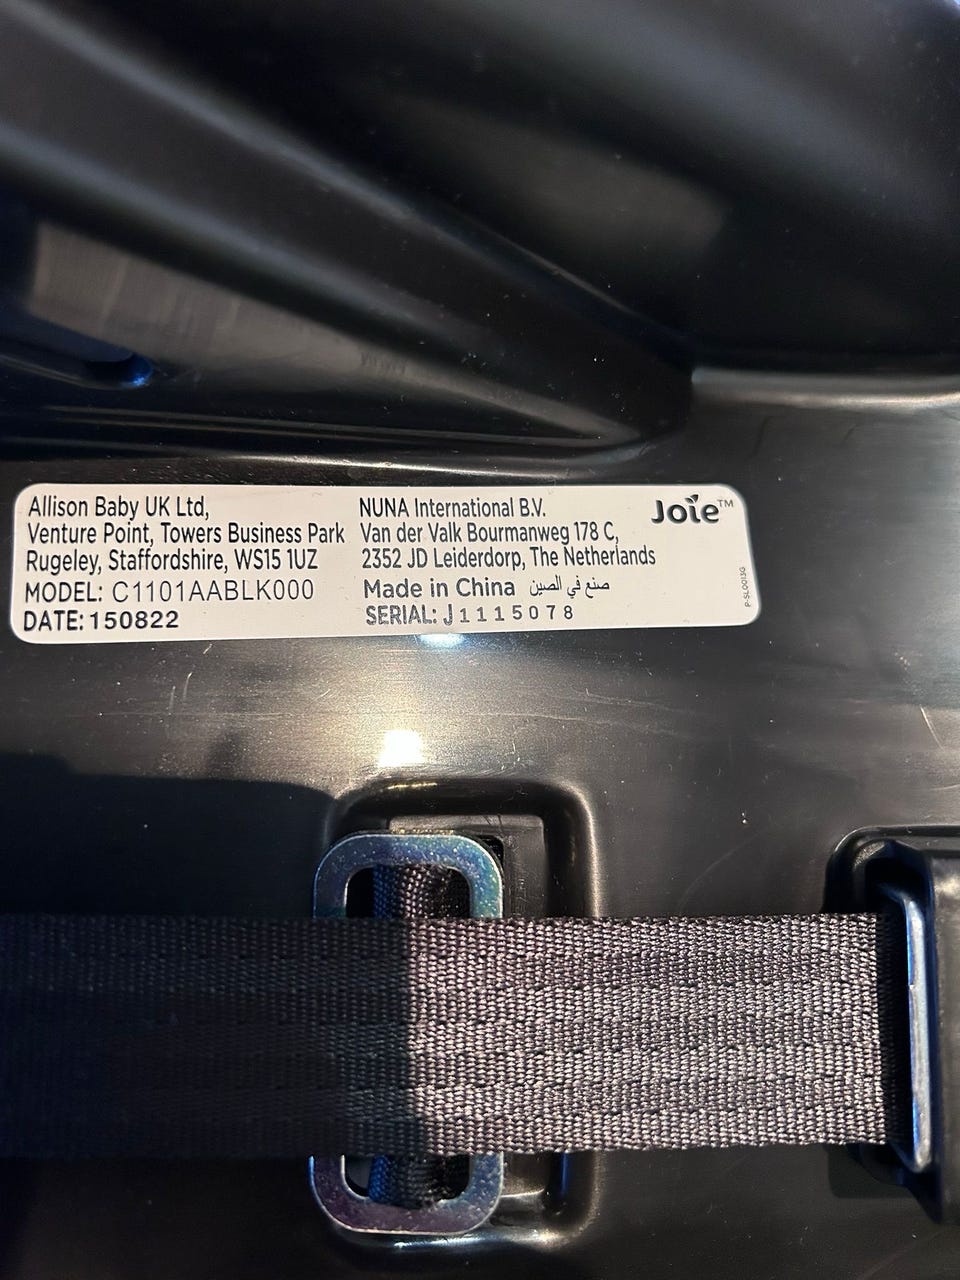 Allison Baby UK Ltd,
Venture Point, Towers Business Park
Rugeley, Staffordshire, WS15 1UZ
MODEL: C1101AABLK000
DATE: 150822
NUNA International B.V.
Van der Valk Bourmanweg 178 C,
2352 JD Leiderdorp, The Netherlands
Made in China صنع في الصين
SERIAL: J1115078
Joie™
P-SL0013G